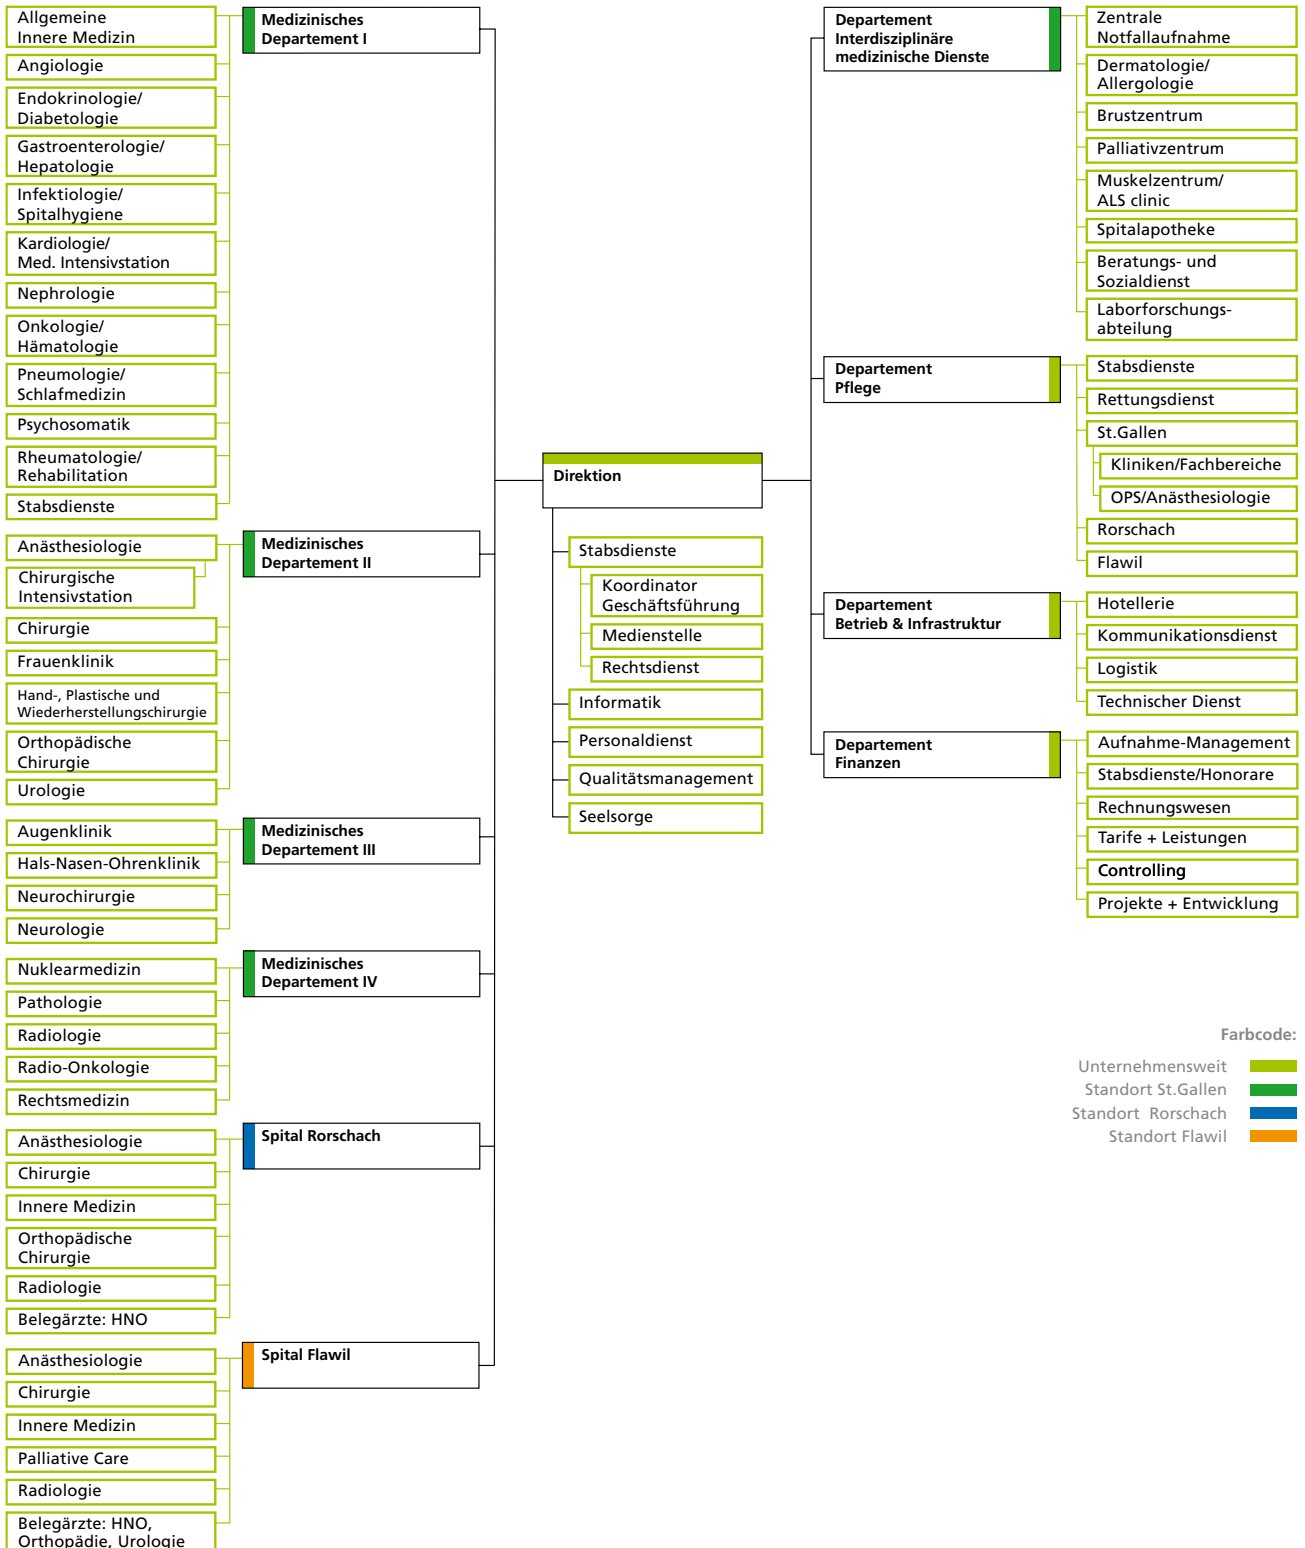 Allgemeine
Innere Medizin
Angiologie
Endokrinologie/
Diabetologie
Gastroenterologie/
Hepatologie
Infektiologie/
Spitalhygiene
Kardiologie/
Med. Intensivstation
Nephrologie
Onkologie/
Hämatologie
Pneumologie/
Schlafmedizin
Psychosomatik
Rheumatologie/
Rehabilitation
Stabsdienste
Medizinisches
Departement I
Anästhesiologie
Chirurgische
Intensivstation
Chirurgie
Frauenklinik
Hand-, Plastische und
Wiederherstellungschirurgie
Orthopädische
Chirurgie
Urologie
Medizinisches
Departement II
Augenklinik
Hals-Nasen-Ohrenklinik
Neurochirurgie
Neurologie
Medizinisches
Departement III
Nuklearmedizin
Pathologie
Radiologie
Radio-Onkologie
Rechtsmedizin
Medizinisches
Departement IV
Anästhesiologie
Chirurgie
Innere Medizin
Orthopädische
Chirurgie
Radiologie
Belegärzte: HNO
Spital Rorschach
Anästhesiologie
Chirurgie
Innere Medizin
Palliative Care
Radiologie
Belegärzte: HNO,
Orthopädie, Urologie
Spital Flawil
Direktion
Stabsdienste
Koordinator
Geschäftsführung
Medienstelle
Rechtsdienst
Informatik
Personaldienst
Qualitätsmanagement
Seelsorge
Departement
Interdisziplinäre
medizinische Dienste
Zentrale
Notfallaufnahme
Dermatologie/
Allergologie
Brustzentrum
Palliativzentrum
Muskelzentrum/
ALS clinic
Spitalapotheke
Beratungs- und
Sozialdienst
Laborforschungs-
abteilung
Departement
Pflege
Stabsdienste
Rettungsdienst
St.Gallen
Kliniken/Fachbereiche
OPS/Anästhesiologie
Rorschach
Flawil
Departement
Betrieb & Infrastruktur
Hotellerie
Kommunikationsdienst
Logistik
Technischer Dienst
Departement
Finanzen
Aufnahme-Management
Stabsdienste/Honorare
Rechnungswesen
Tarife + Leistungen
Controlling
Projekte + Entwicklung
Farbcode:
Unternehmensweit
Standort St.Gallen
Standort Rorschach
Standort Flawil